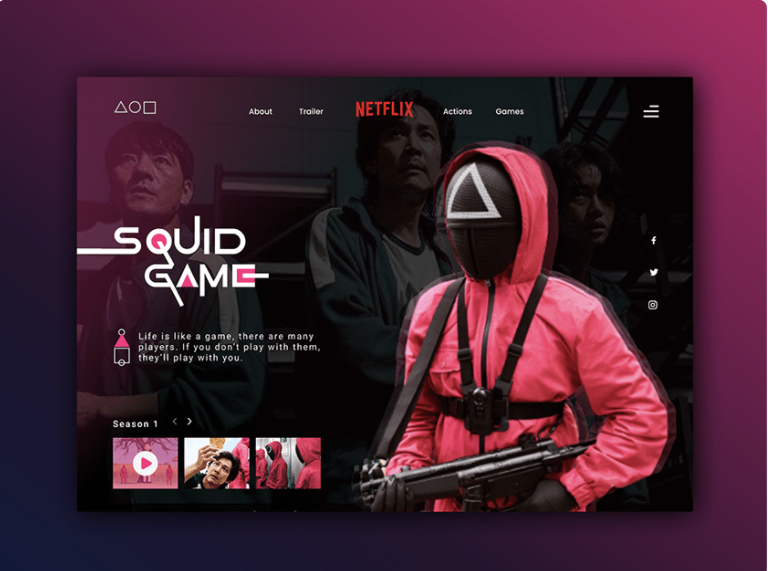 About
Trailer
NETFLIX
Actions
Games
SQUID
GAME
Life is like a game, there are many
players. If you don't play with them,
they'll play with you.
Season 1